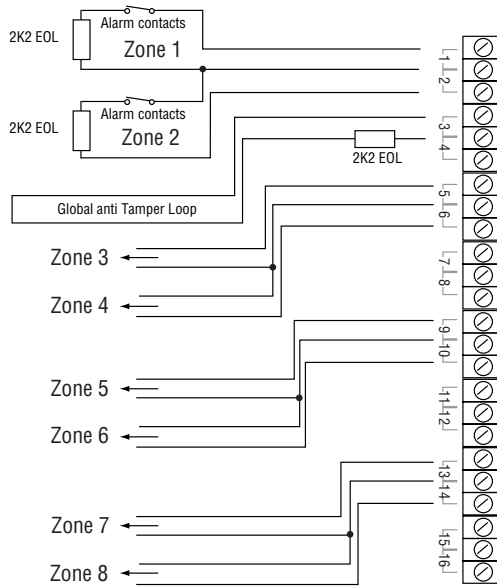 Alarm contacts
2K2 EOL
Zone 1
1
2
Alarm contacts
2K2 EOL
Zone 2
3
4
2K2 EOL
Global anti Tamper Loop
5
6
Zone 3
7
8
Zone 4
9
10
Zone 5
11
12
Zone 6
13
14
Zone 7
15
16
Zone 8